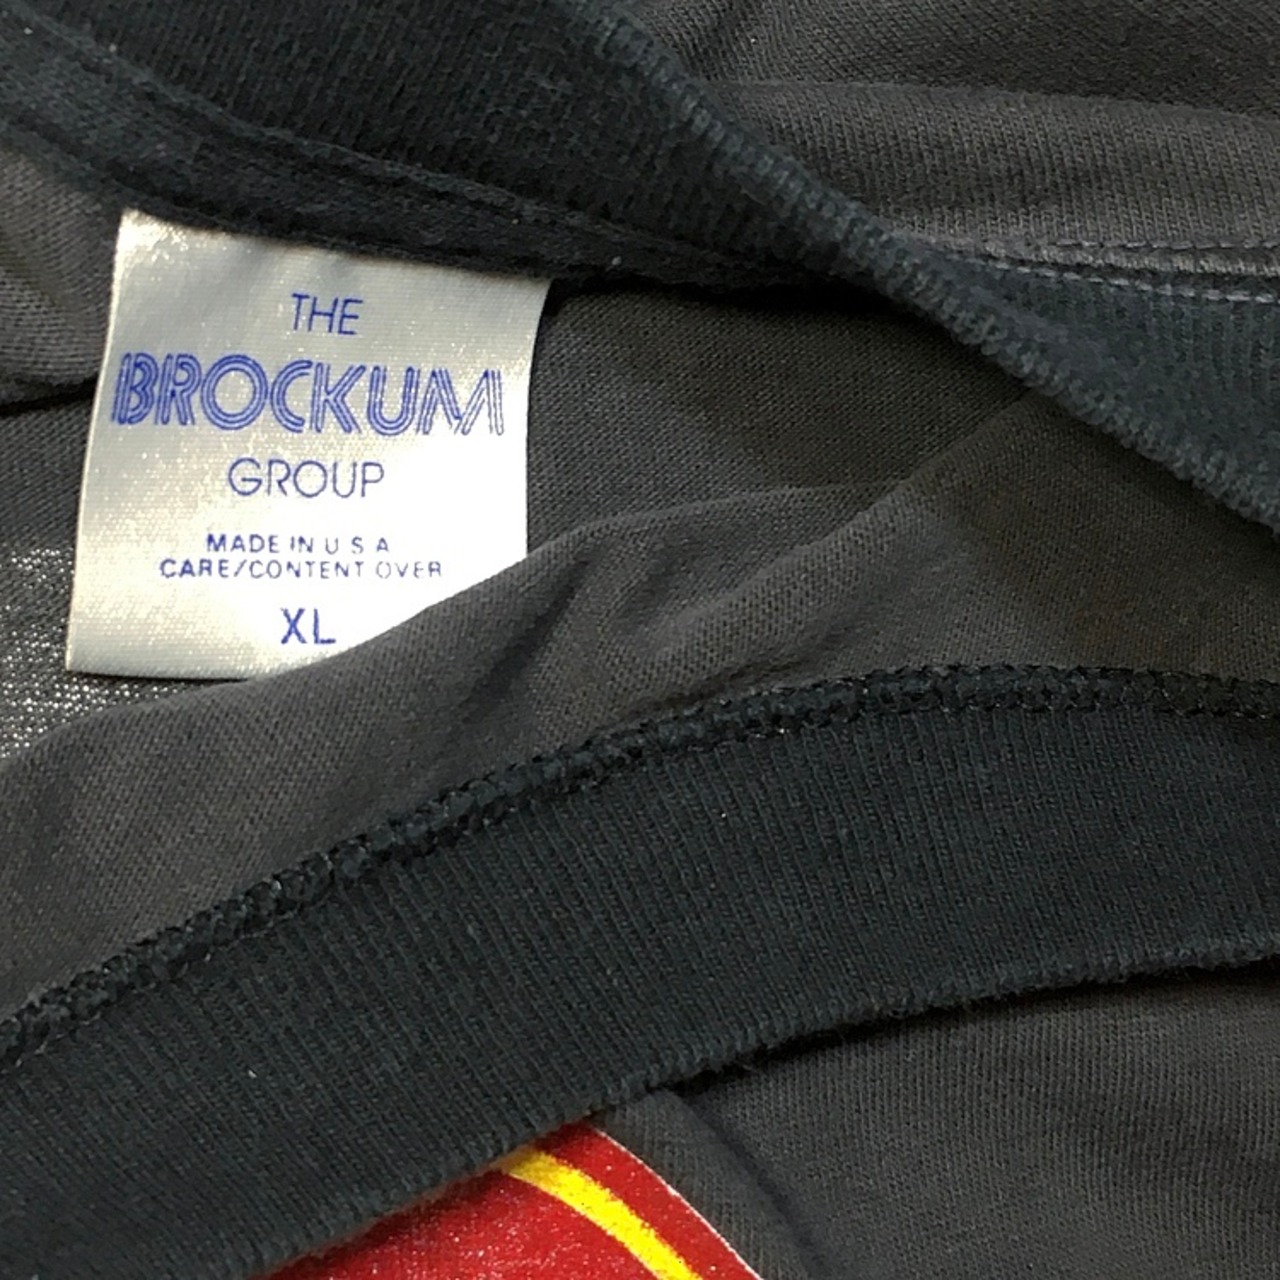 THE
BROCKUM
GROUP
MADE IN U S A
CARE/CONTENT OVER
XL